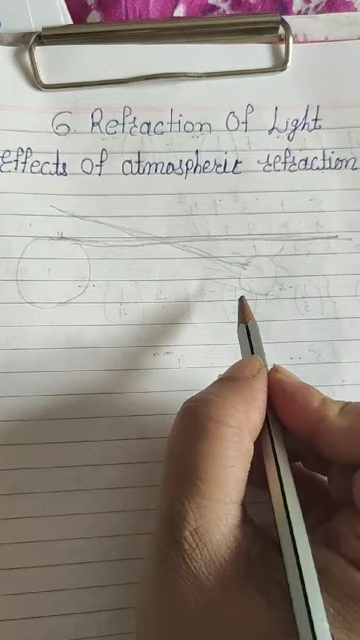 6. Refraction Of Light
Effects Of atmospheric refraction